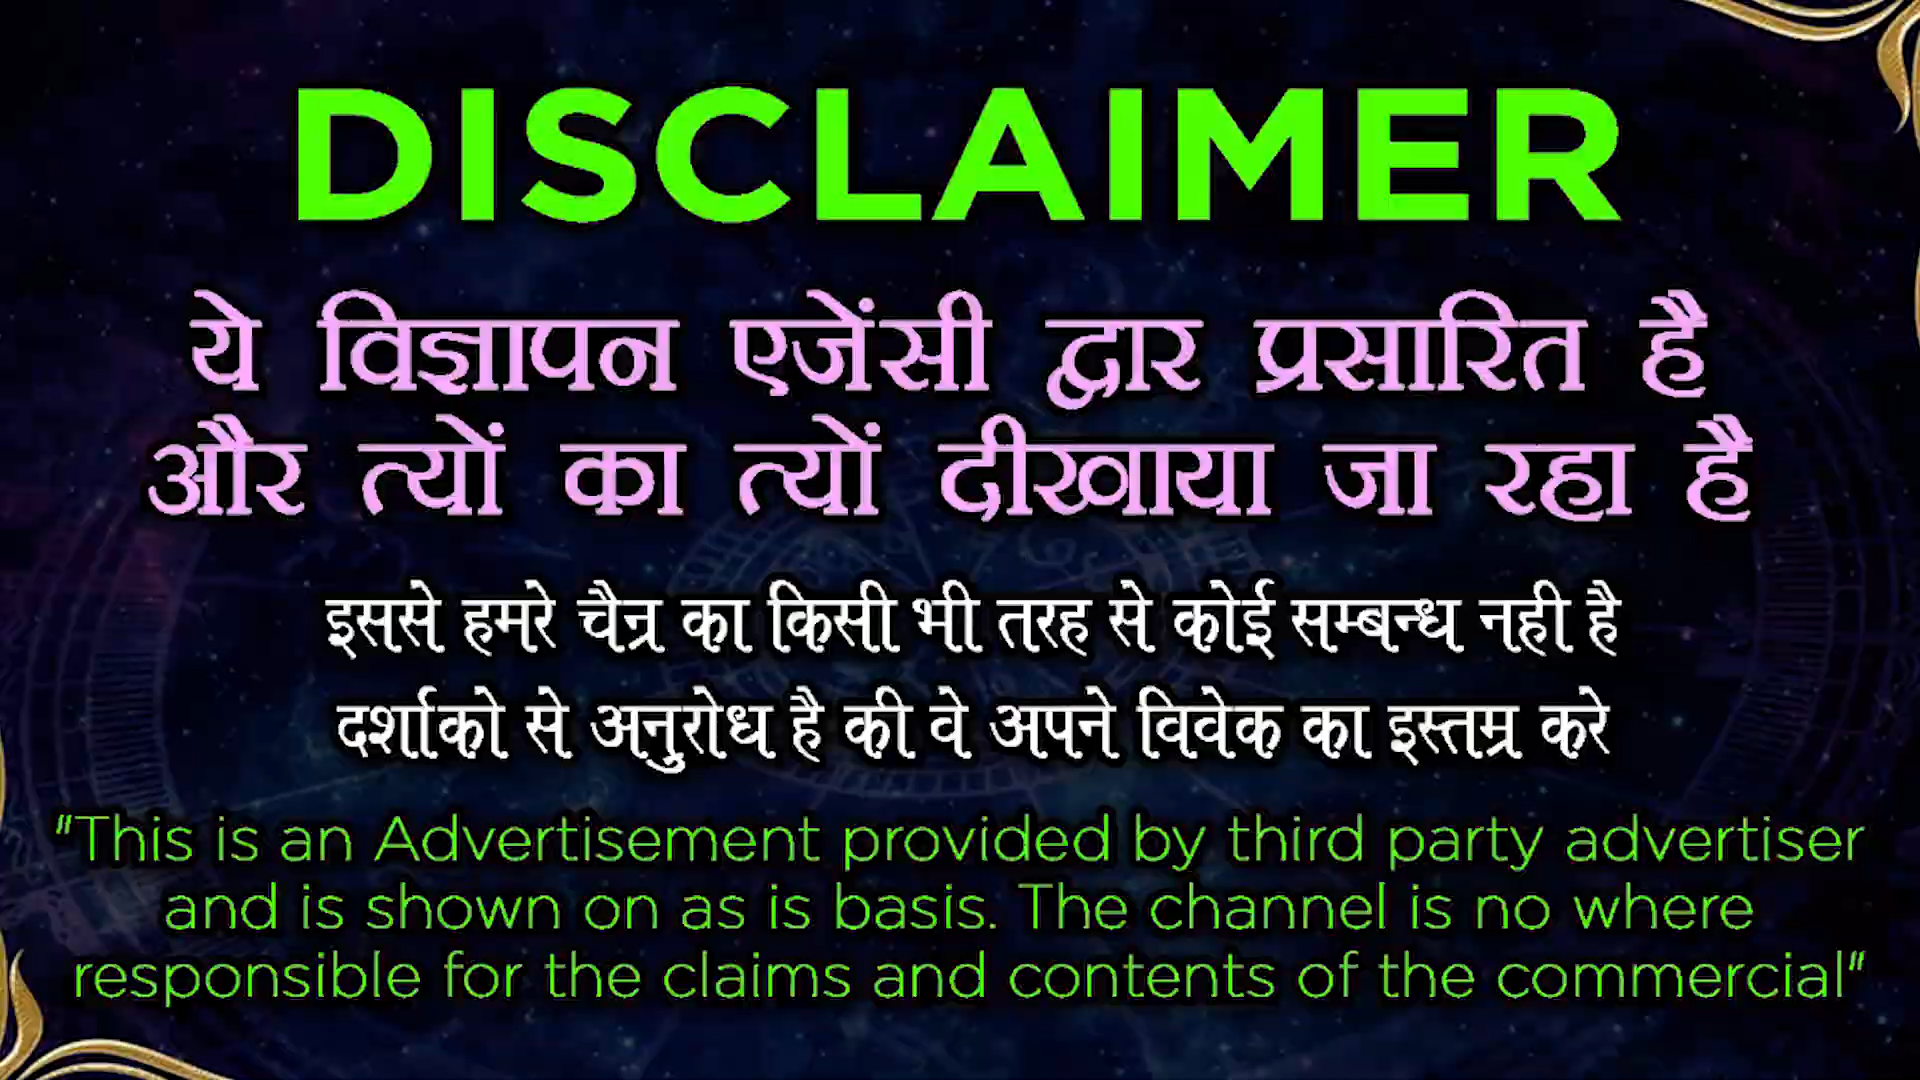 DISCLAIMER
ये विज्ञापन एजेंसी द्वार प्रसारित है
और त्यों का त्यों दीखाया जा रहा है
इससे हमरे चैन्र का किसी भी तरह से कोई सम्बन्ध नही है
दर्शाको से अनुरोध है की वे अपने विवेक का इस्तम्र करे
"This is an Advertisement provided by third party advertiser
and is shown on as is basis. The channel is no where
responsible for the claims and contents of the commercial"